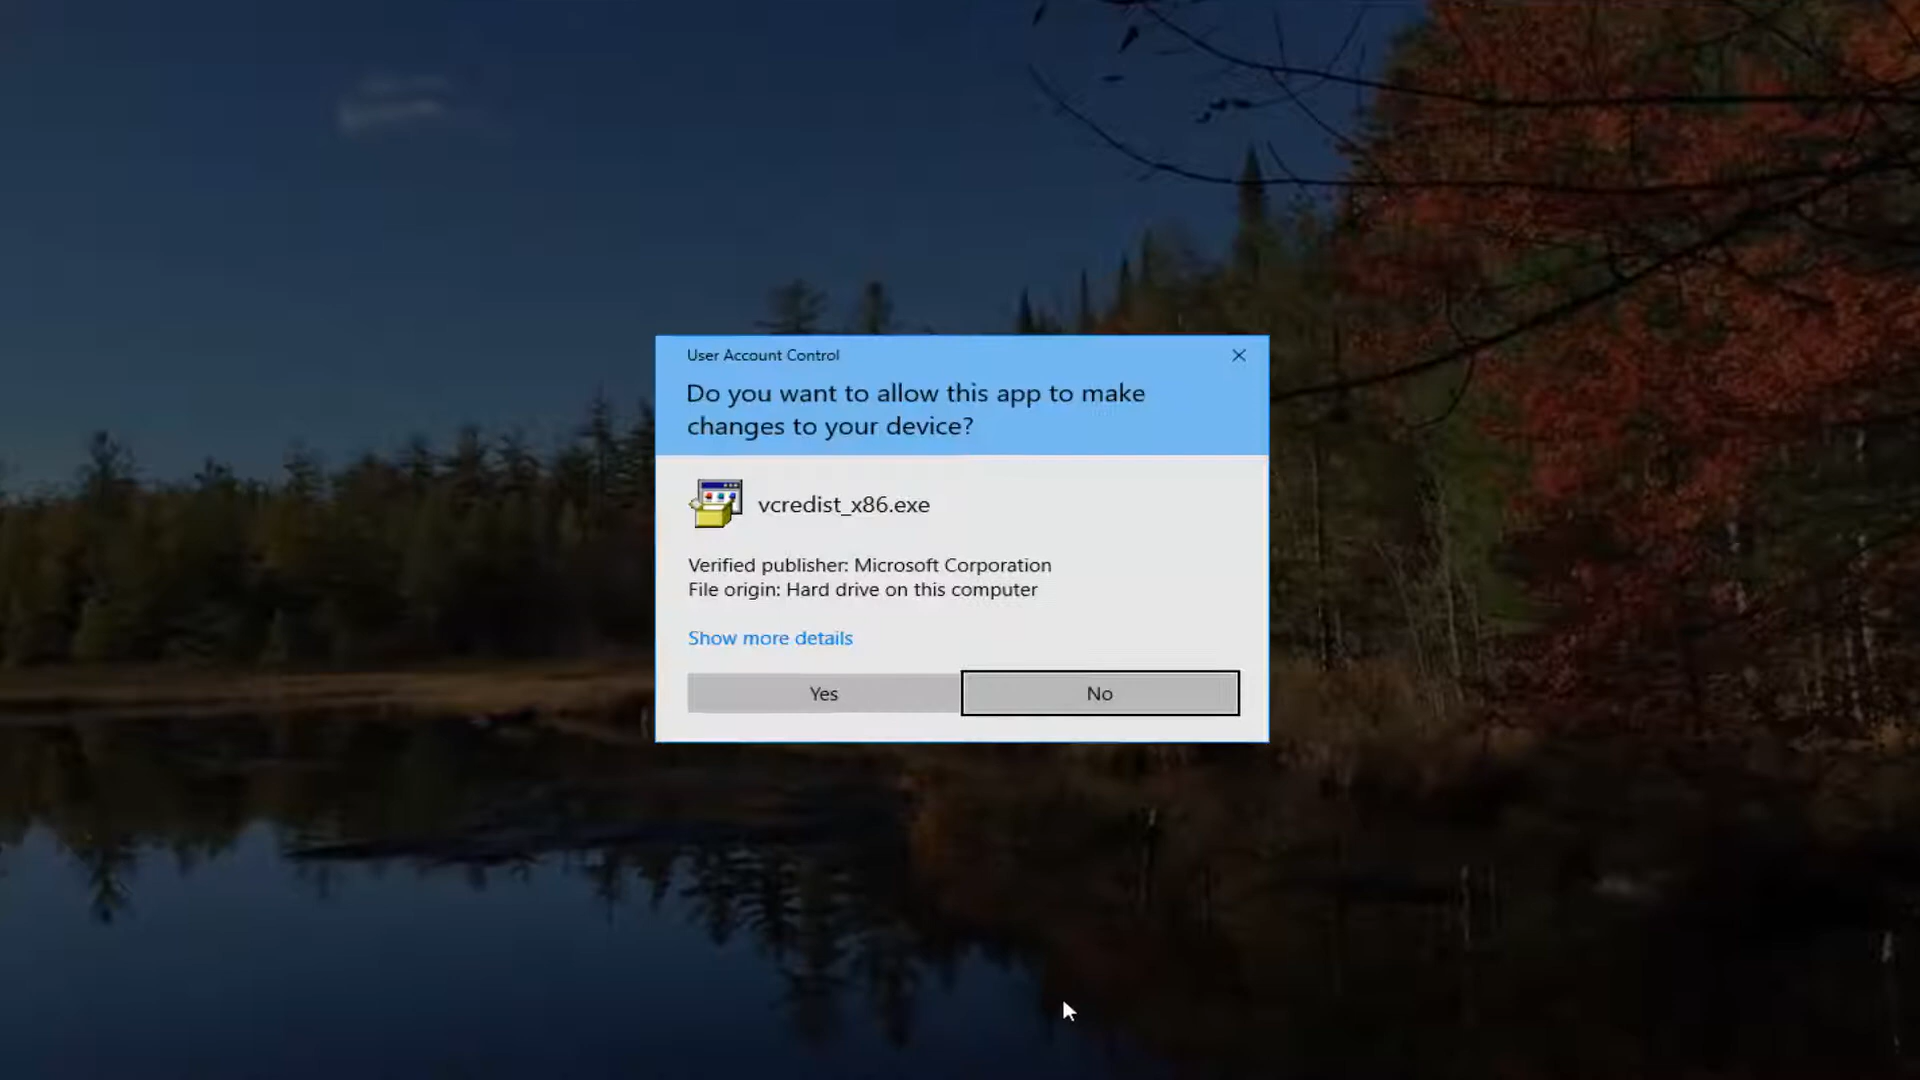 User Account Control
Do you want to allow this app to make
changes to your device?
vcredist_x86.exe
Verified publisher: Microsoft Corporation
File origin: Hard drive on this computer
Show more details
Yes
No